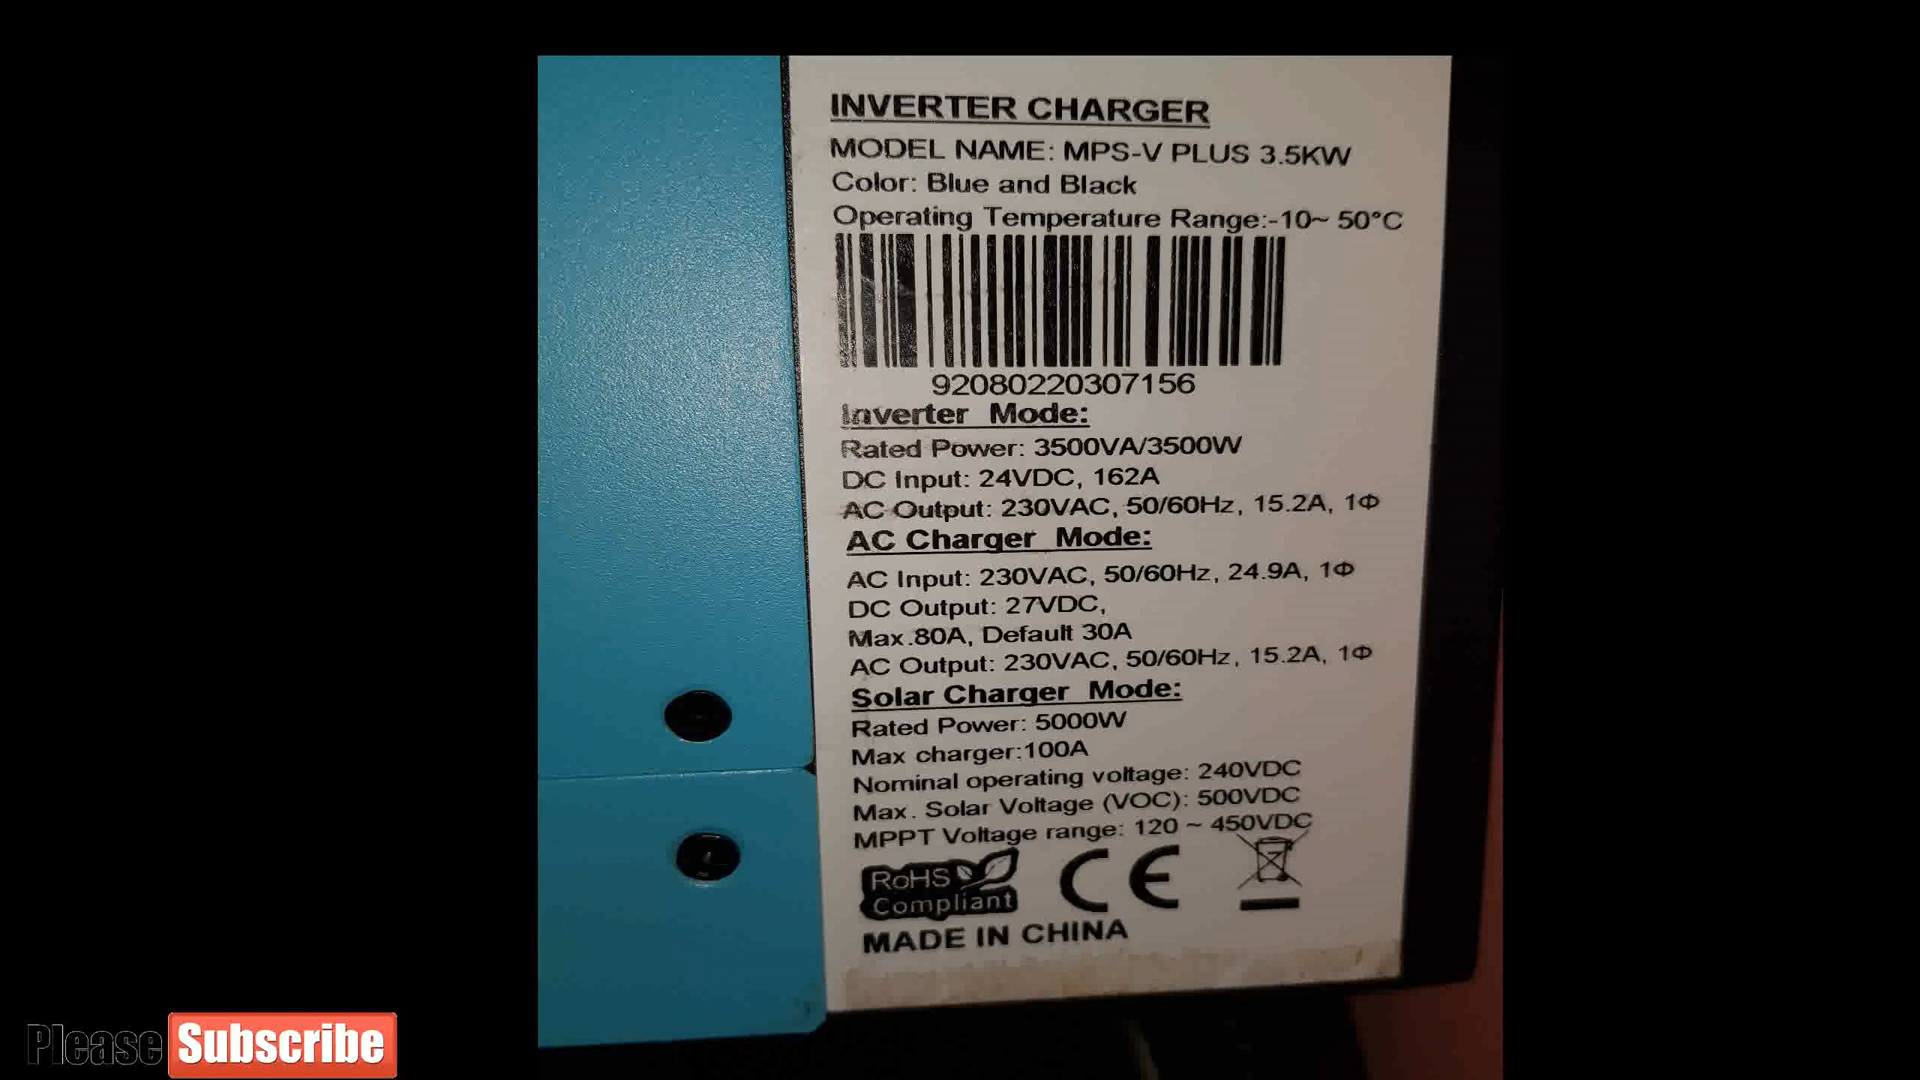 INVERTER CHARGER
MODEL NAME: MPS-V PLUS 3.5KW
Color: Blue and Black
Operating Temperature Range:-10~ 50°C
92080220307156
Inverter Mode:
Rated Power: 3500VA/3500W
DC Input: 24VDC, 162A
AC Output: 230VAC, 50/60Hz, 15.2A, 1Φ
AC Charger Mode:
AC Input: 230VAC, 50/60Hz, 24.9A, 1Φ
DC Output: 27VDC,
Max.80A, Default 30A
AC Output: 230VAC, 50/60Hz, 15.2A, 1Φ
Solar Charger Mode:
Rated Power: 5000W
Max charger:100A
Nominal operating voltage: 240VDC
Max. Solar Voltage (VOC): 500VDC
MPPT Voltage range: 120 ~ 450VDC
RoHS
Compliant
CE
MADE IN CHINA
Please Subscribe